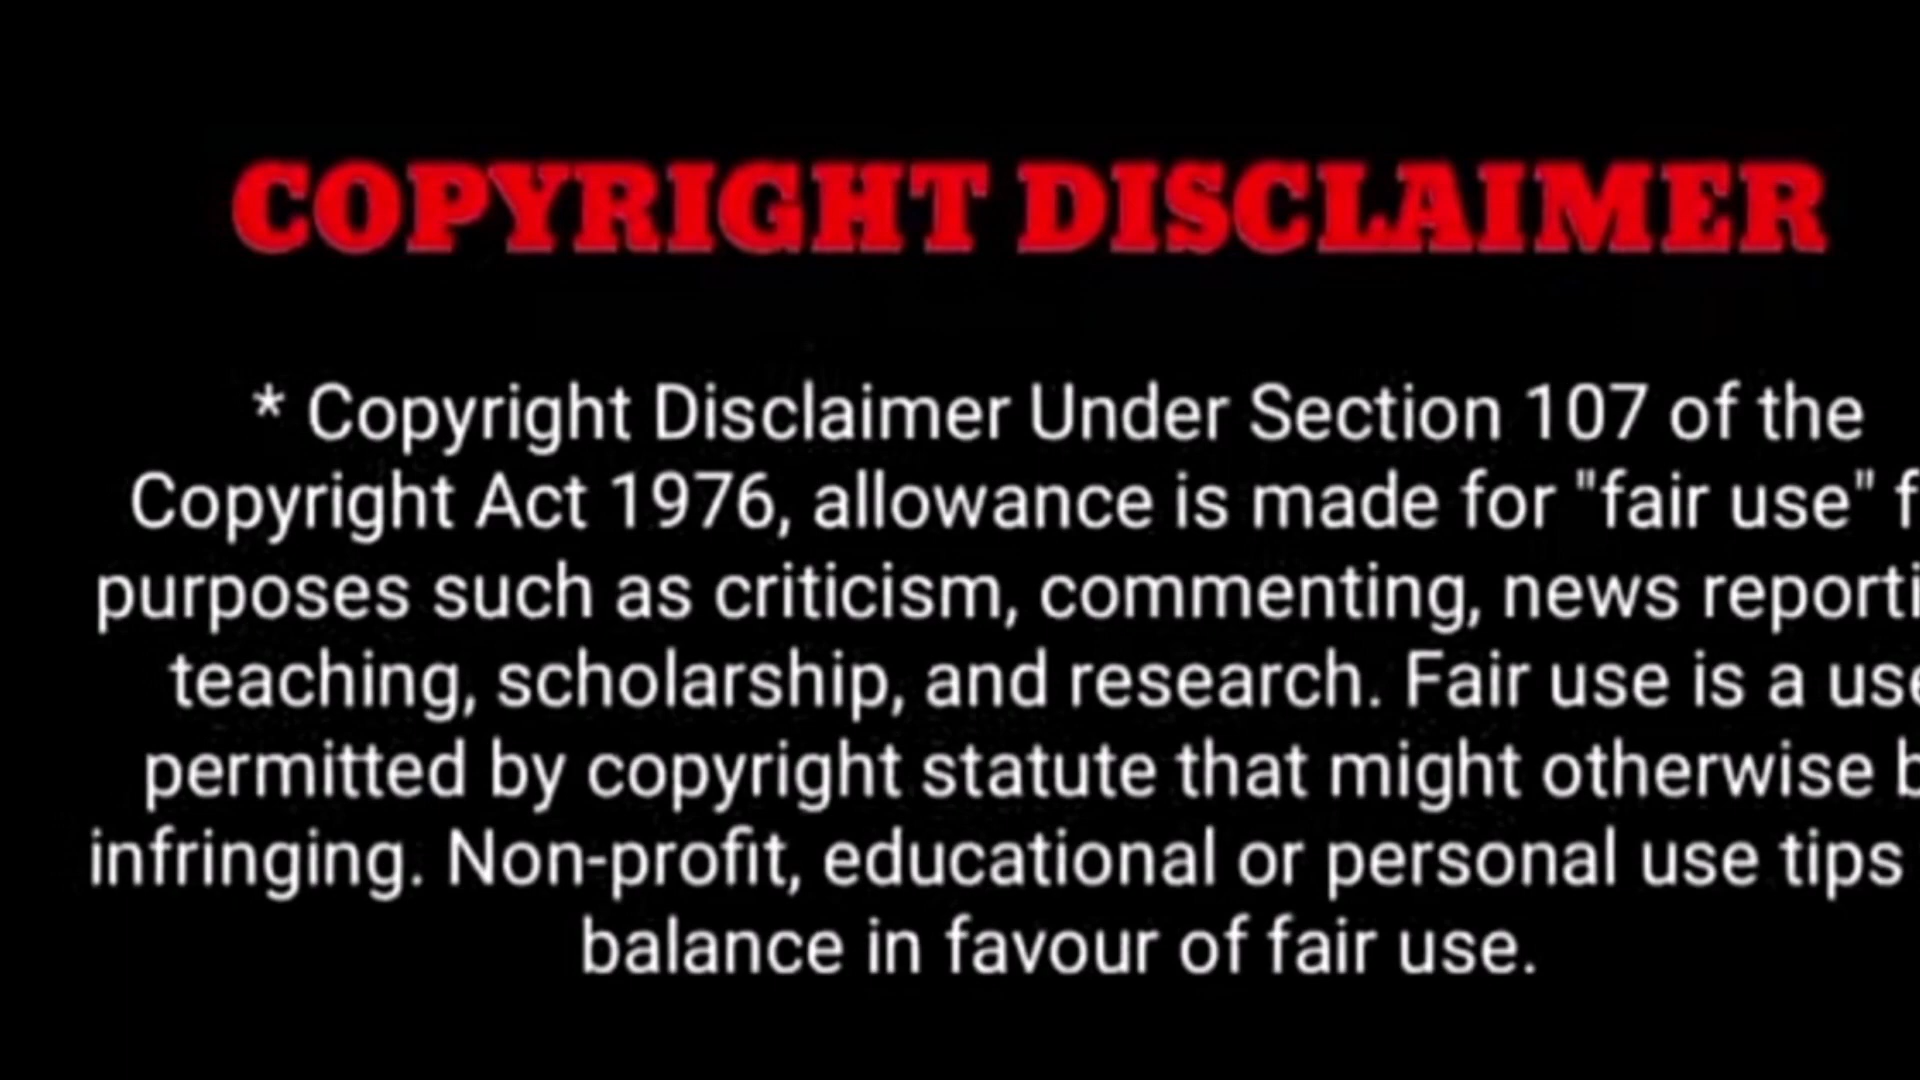 COPYRIGHT DISCLAIMER
* Copyright Disclaimer Under Section 107 of the
Copyright Act 1976, allowance is made for "fair use" f
purposes such as criticism, commenting, news reporti
teaching, scholarship, and research. Fair use is a use
permitted by copyright statute that might otherwise b
infringing. Non-profit, educational or personal use tips
balance in favour of fair use.